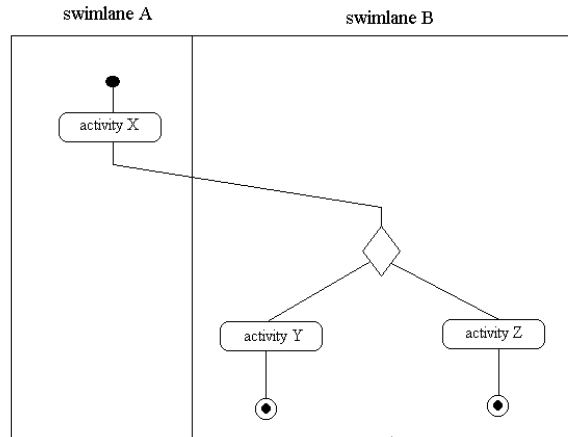 swimlane A
swimlane B
activity X
activity Y
activity Z